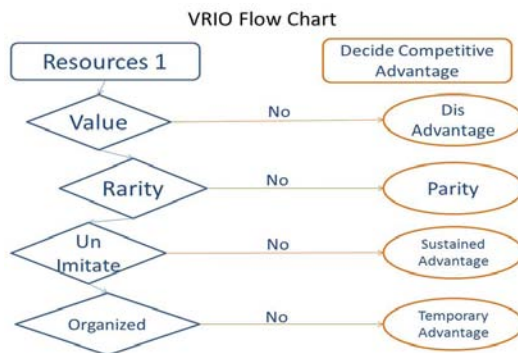 VRIO Flow Chart
Resources 1
Decide Competitive
Advantage
Value
No
Dis
Advantage
Rarity
No
Parity
Un
Imitate
No
Sustained
Advantage
Organized
No
Temporary
Advantage